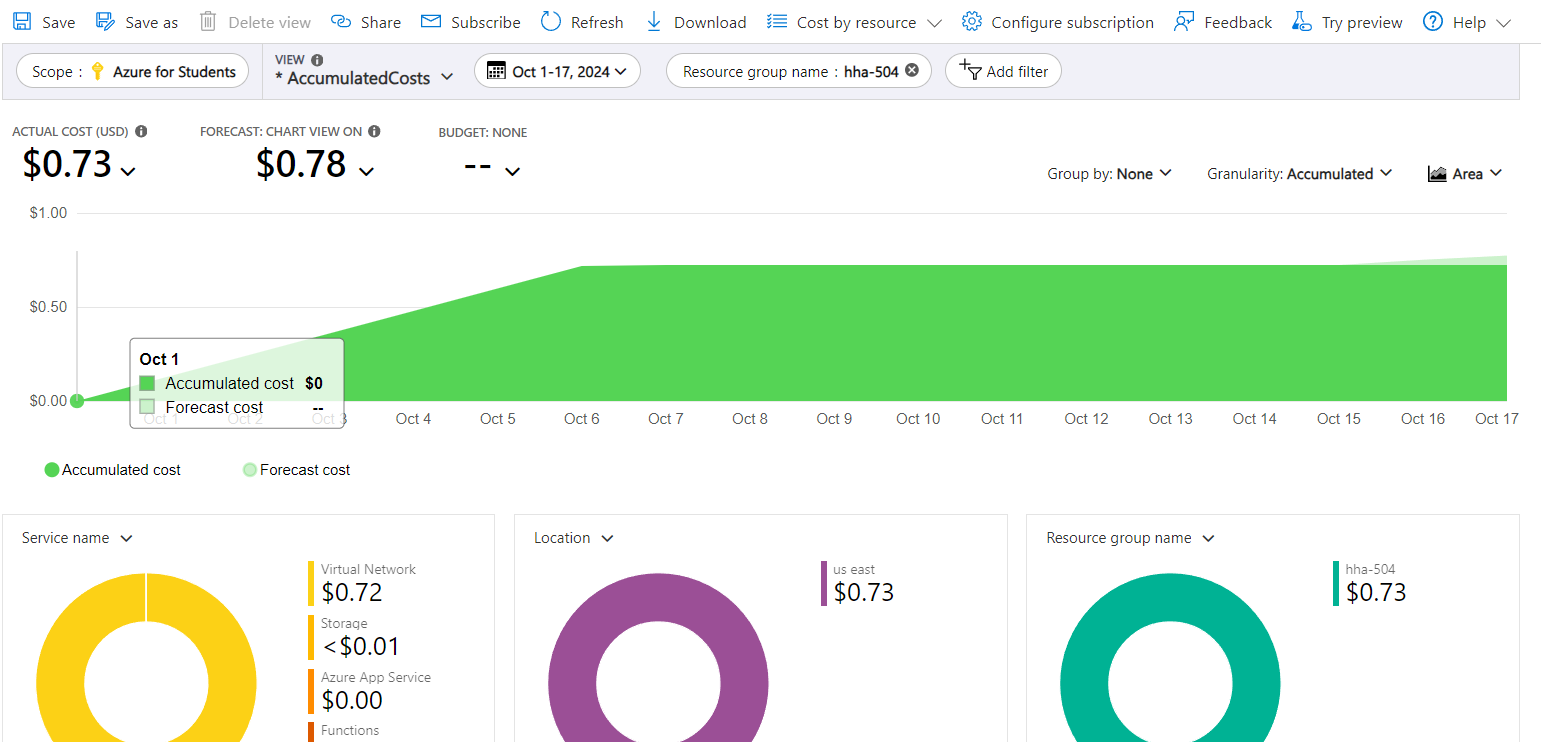 Save Save as Delete view Share Subscribe Refresh Download Cost by resource Configure subscription Feedback Try preview Help
Scope : Azure for Students
VIEW
* AccumulatedCosts
Oct 1-17, 2024
Resource group name : hha-504
Add filter
ACTUAL COST (USD)
$0.73
FORECAST: CHART VIEW ON
$0.78
BUDGET: NONE
--
Group by: None
Granularity: Accumulated
Area
$1.00
$0.50
$0.00
Oct 1
Accumulated cost $0
Forecast cost --
Oct 1 Oct 2 Oct 3 Oct 4 Oct 5 Oct 6 Oct 7 Oct 8 Oct 9 Oct 10 Oct 11 Oct 12 Oct 13 Oct 14 Oct 15 Oct 16 Oct 17
Accumulated cost Forecast cost
Service name
Virtual Network
$0.72
Storage
<$0.01
Azure App Service
$0.00
Functions
Location
us east
$0.73
Resource group name
hha-504
$0.73